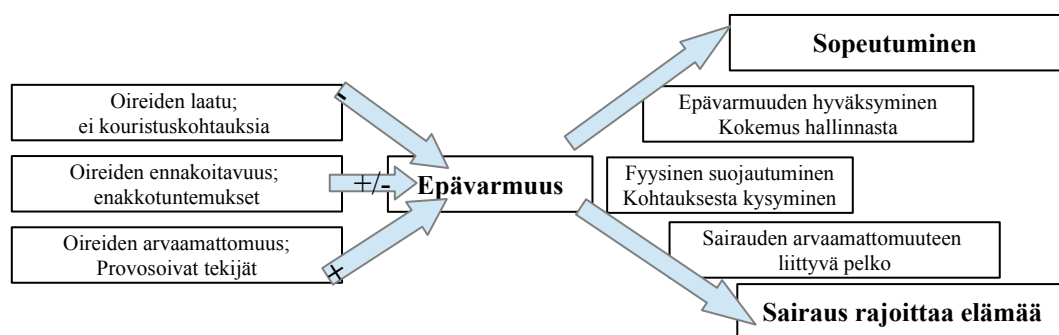 Sopeutuminen
Oireiden laatu;
ei kouristuskohtauksia
-
Epävarmuuden hyväksyminen
Kokemus hallinnasta
Oireiden ennakoitavuus;
enakkotuntemukset
+/-
Epävarmuus
Fyysinen suojautuminen
Kohtauksesta kysyminen
Oireiden arvaamattomuus;
Provosoivat tekijät
+
Sairauden arvaamattomuuteen
liittyvä pelko
Sairaus rajoittaa elämää